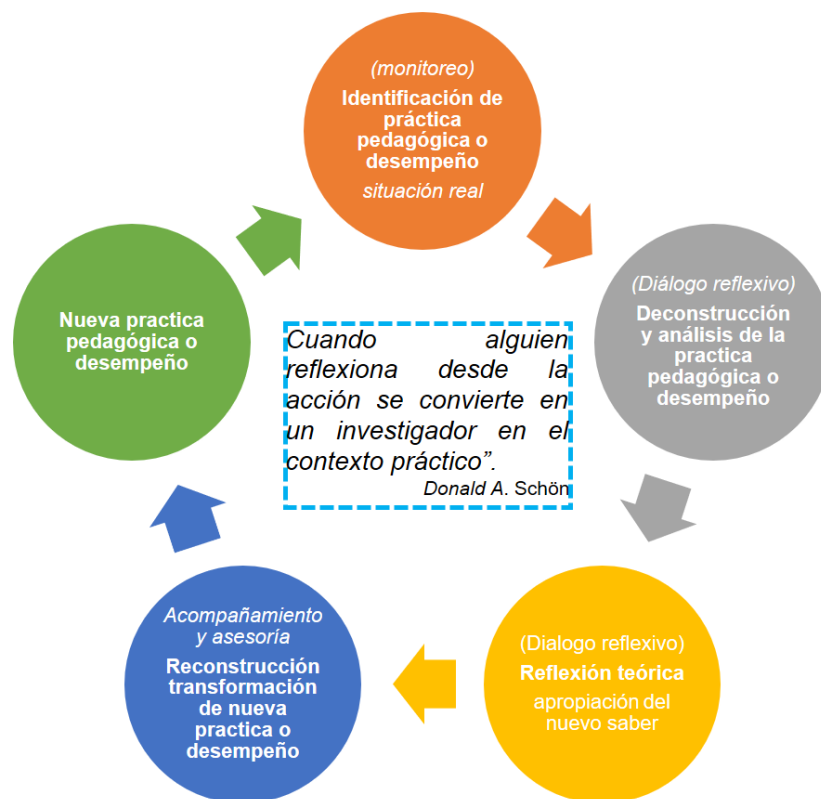 (monitoreo)
Identificación de
práctica
pedagógica o
desempeño
situación real
(Diálogo reflexivo)
Deconstrucción
y análisis de la
practica
pedagógica o
desempeño
(Dialogo reflexivo)
Reflexión teórica
apropiación del
nuevo saber
Acompañamiento
y asesoría
Reconstrucción
transformación
de nueva
practica o
desempeño
Nueva practica
pedagógica o
desempeño
Cuando alguien
reflexiona desde la
acción se convierte en
un investigador en el
contexto práctico”.
Donald A. Schön